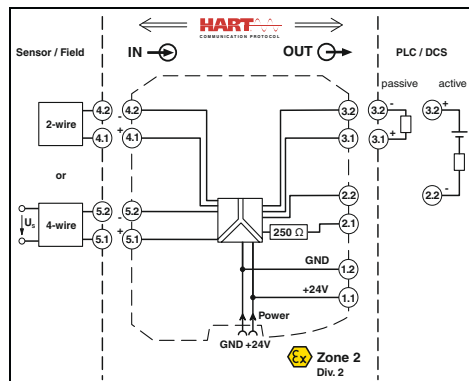 HART
COMMUNICATION PROTOCOL
Sensor / Field
IN
OUT
PLC / DCS
passive
active
2-wire
4.2
4.1
4.2
-
+
4.1
3.2
3.1
3.2
-
3.1
+
3.2
+
or
Us
4-wire
5.2
5.1
5.2
-
+
5.1
2.2
250 Ω
2.1
2.2
-
GND
1.2
+24V
1.1
Power
GND +24V
Ex
Zone 2
Div. 2